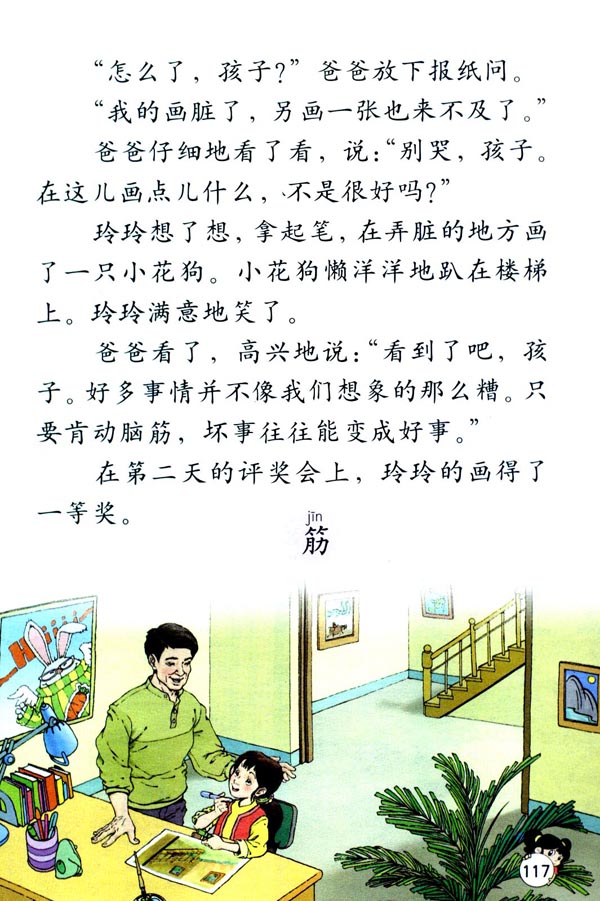 “怎么了，孩子？”爸爸放下报纸问。
“我的画脏了，另画一张也来不及了。”
爸爸仔细地看了看，说：“别哭，孩子。
在这儿画点儿什么，不是很好吗？”
玲玲想了想，拿起笔，在弄脏的地方画
了一只小花狗。小花狗懒洋洋地趴在楼梯
上。玲玲满意地笑了。
爸爸看了，高兴地说：“看到了吧，孩
子。好多事情并不像我们想象的那么糟。只
要肯动脑筋，坏事往往能变成好事。”
在第二天的评奖会上，玲玲的画得了
一等奖。
jīn
筋
Hiiii
117